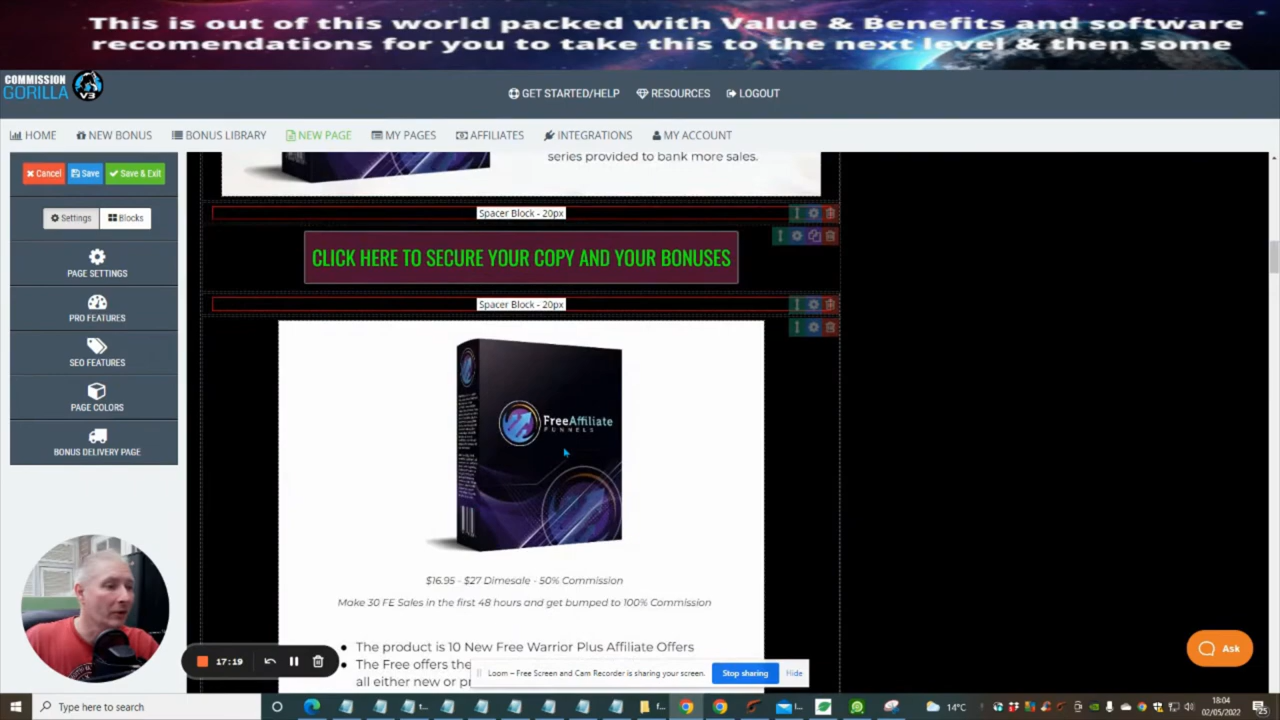 This is out of this world packed with Value & Benefits and software
recomendations for you to take this to the next level & then some
COMMISSION
GORILLA V3
GET STARTED/HELP RESOURCES LOGOUT
HOME NEW BONUS BONUS LIBRARY NEW PAGE MY PAGES AFFILIATES INTEGRATIONS MY ACCOUNT
Cancel Save Save & Exit
Settings Blocks
PAGE SETTINGS
PRO FEATURES
SEO FEATURES
PAGE COLORS
BONUS DELIVERY PAGE
series provided to bank more sales.
Spacer Block - 20px
CLICK HERE TO SECURE YOUR COPY AND YOUR BONUSES
Spacer Block - 20px
FreeAffiliate
FUNNELS
$16.95 - $27 Dimesale - 50% Commission
Make 30 FE Sales in the first 48 hours and get bumped to 100% Commission
The product is 10 New Free Warrior Plus Affiliate Offers
The Free offers the
all either new or pr
17:19
Loom – Free Screen and Cam Recorder is sharing your screen. Stop sharing Hide
Ask
Type here to search
14°C
18:04
02/05/2022
25